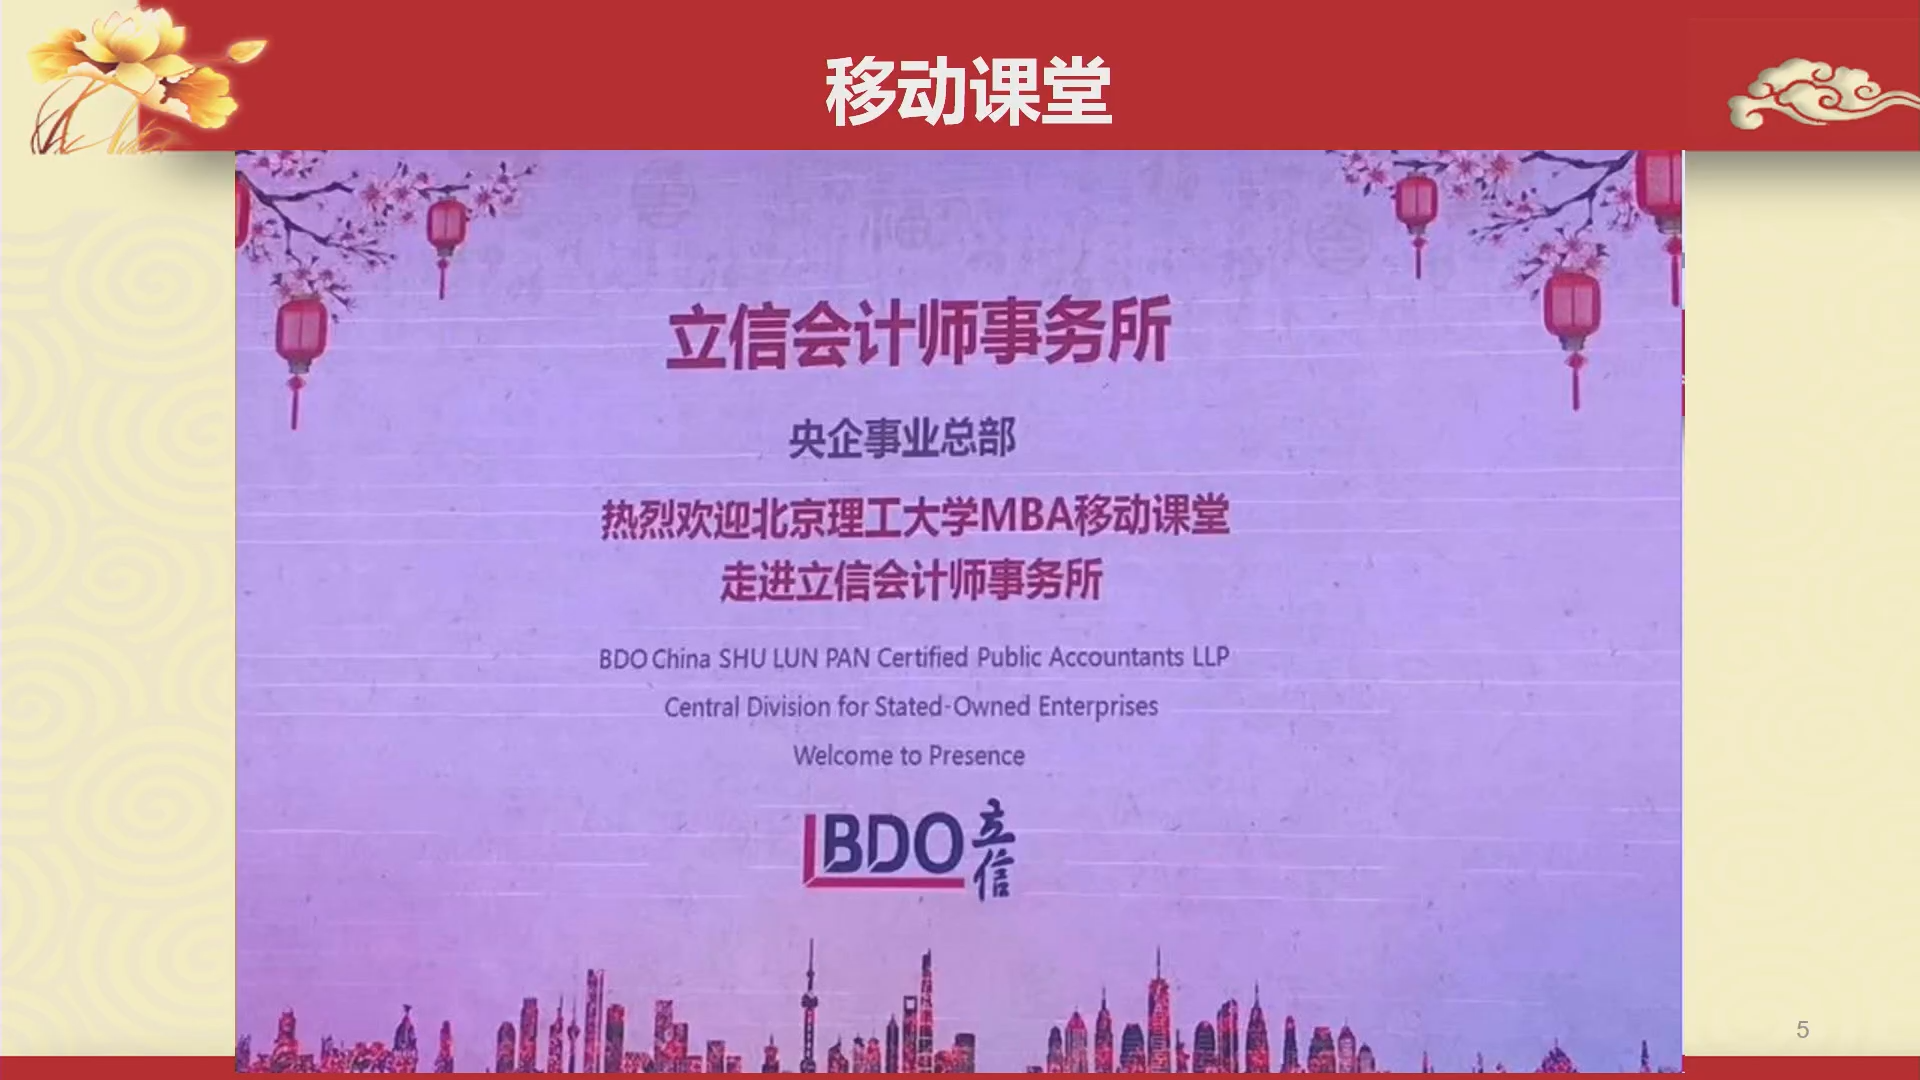 移动课堂
立信会计师事务所
央企事业总部
热烈欢迎北京理工大学MBA移动课堂
走进立信会计师事务所
BDO China SHU LUN PAN Certified Public Accountants LLP
Central Division for Stated-Owned Enterprises
Welcome to Presence
BDO 立信
5